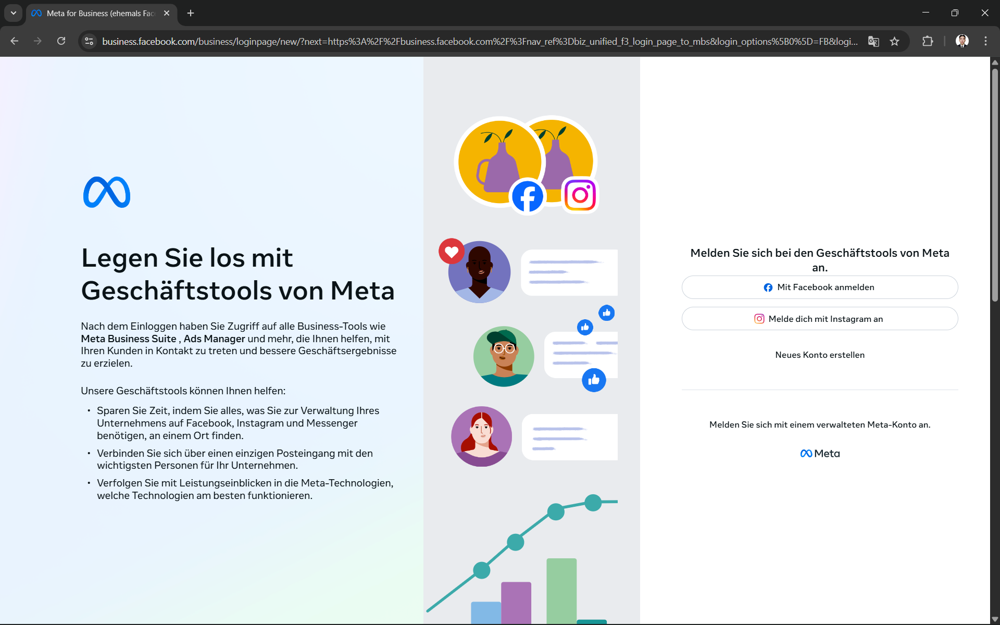 Meta for Business (ehemals Fac
business.facebook.com/business/loginpage/new/?next=https%3A%2F%2Fbusiness.facebook.com%2F%3Fnav_ref%3Dbiz_unified_f3_login_page_to_mbs&login_options%5B0%5D=FB&logi...
Legen Sie los mit
Geschäftstools von Meta
Nach dem Einloggen haben Sie Zugriff auf alle Business-Tools wie
Meta Business Suite , Ads Manager und mehr, die Ihnen helfen, mit
Ihren Kunden in Kontakt zu treten und bessere Geschäftsergebnisse
zu erzielen.
Unsere Geschäftstools können Ihnen helfen:
• Sparen Sie Zeit, indem Sie alles, was Sie zur Verwaltung Ihres
Unternehmens auf Facebook, Instagram und Messenger
benötigen, an einem Ort finden.
• Verbinden Sie sich über einen einzigen Posteingang mit den
wichtigsten Personen für Ihr Unternehmen.
• Verfolgen Sie mit Leistungseinblicken in die Meta-Technologien,
welche Technologien am besten funktionieren.
Melden Sie sich bei den Geschäftstools von Meta
an.
Mit Facebook anmelden
Melde dich mit Instagram an
Neues Konto erstellen
Melden Sie sich mit einem verwalteten Meta-Konto an.
Meta